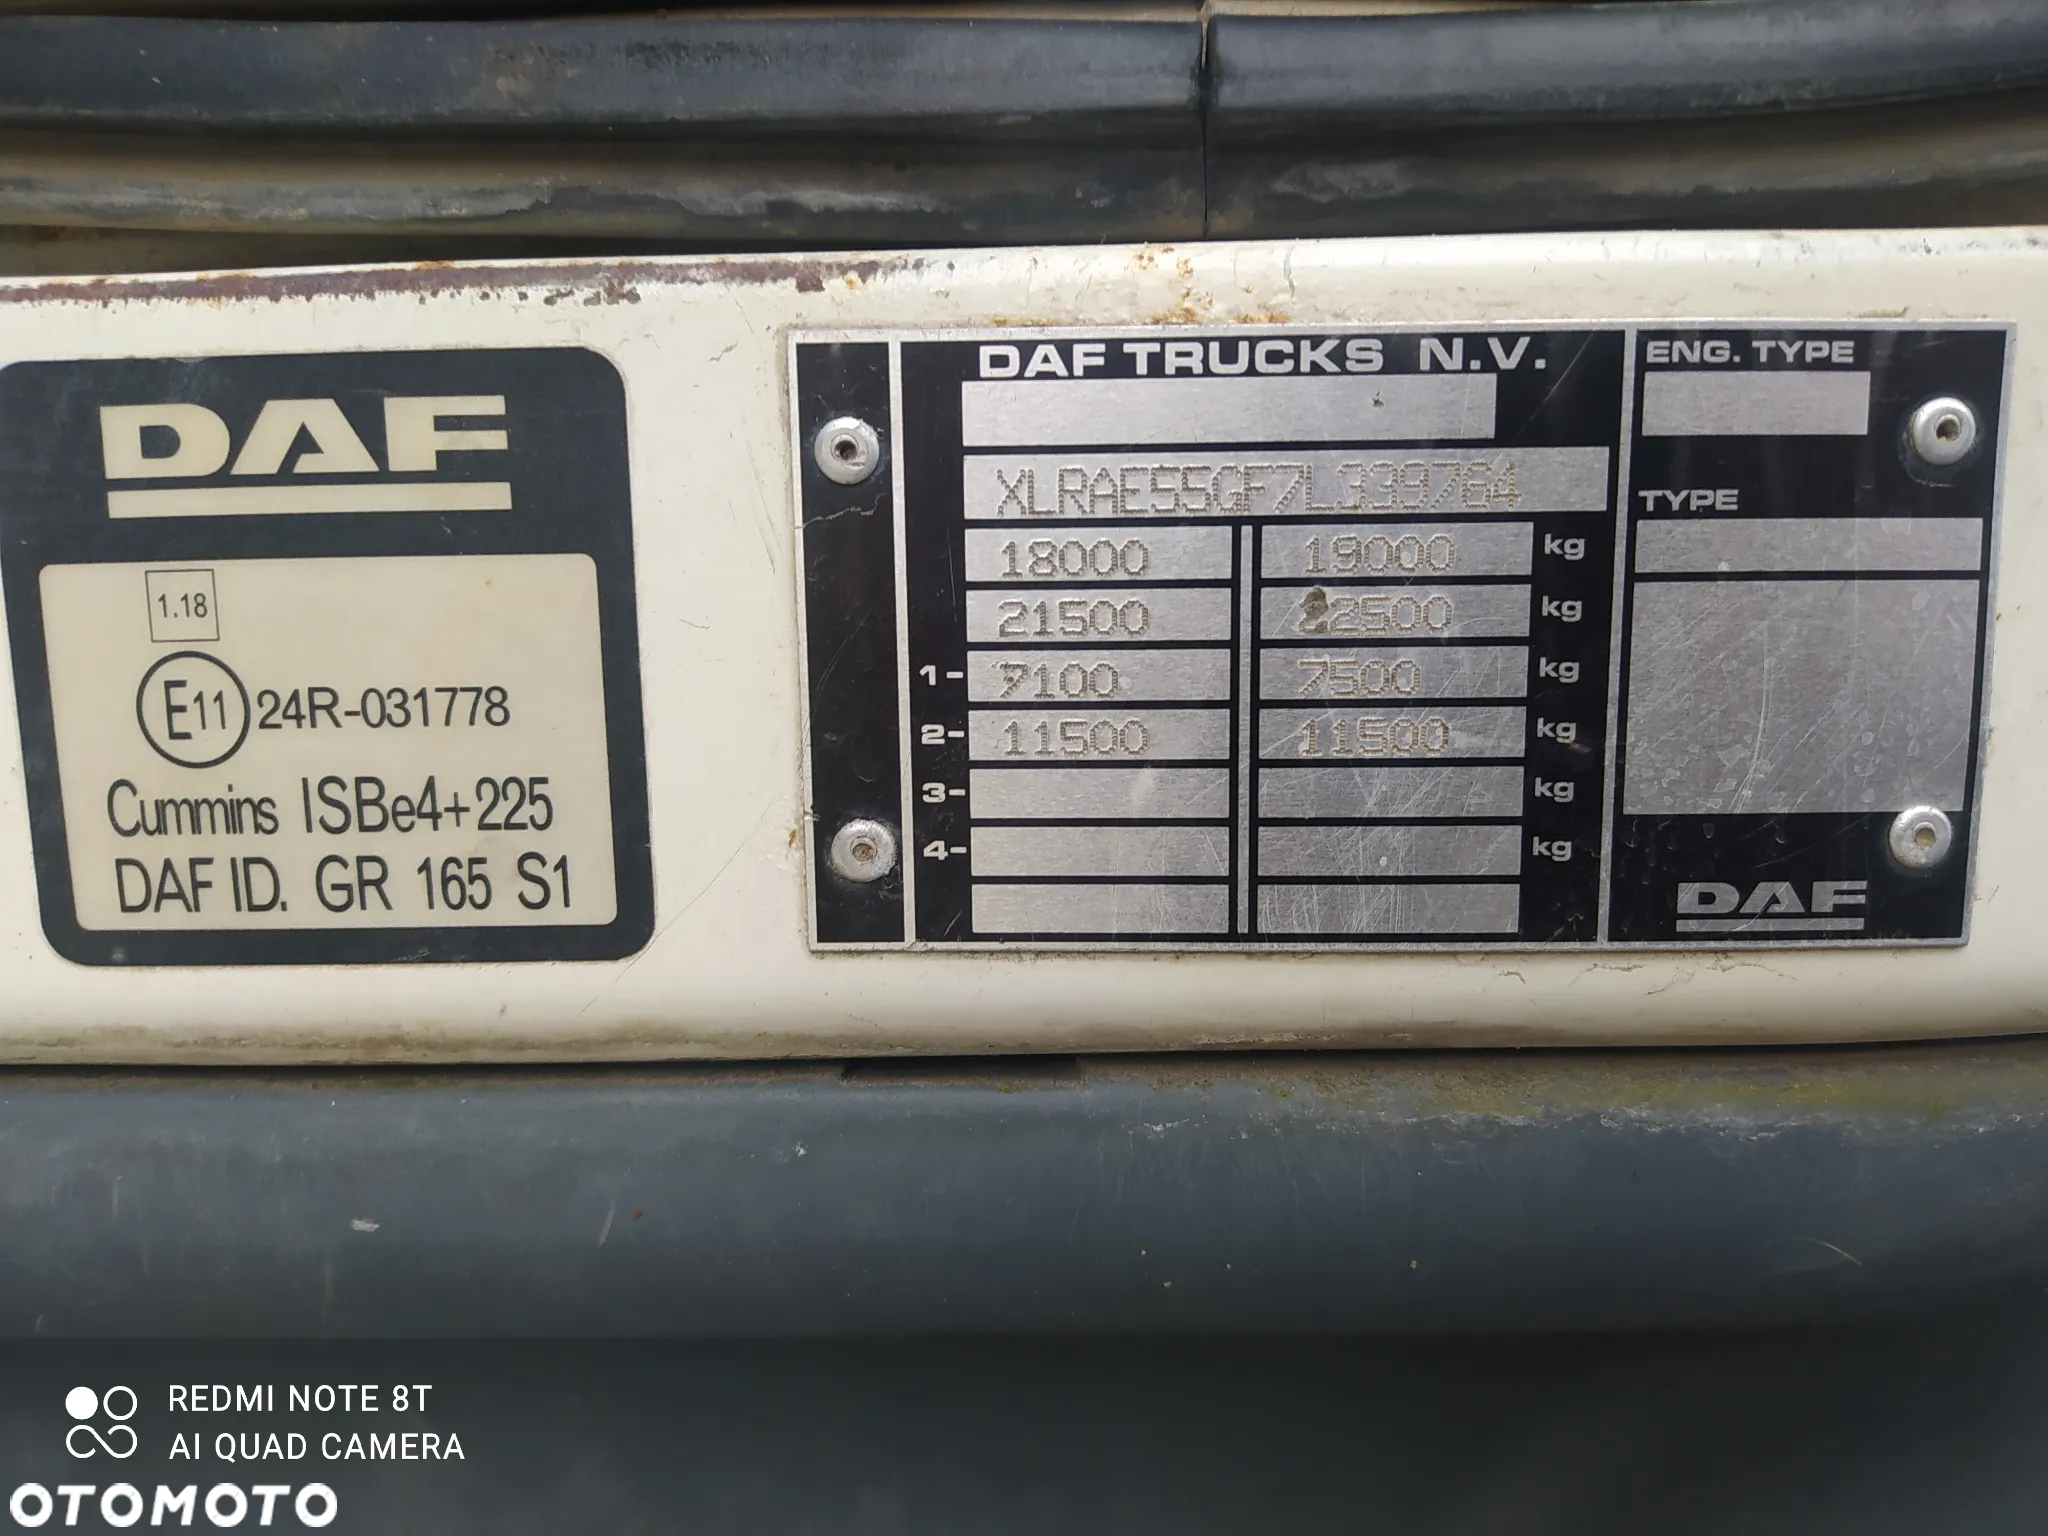 DAF
1.18
E11 24R-031778
Cummins ISBe4+225
DAF ID. GR 165 S1
DAF TRUCKS N.V.
XLRAE55GF7L339764
18000 19000 kg
21500 22500 kg
1- 7100 7500 kg
2- 11500 11500 kg
3- kg
4- kg
ENG. TYPE
TYPE
DAF
REDMI NOTE 8T
AI QUAD CAMERA
OTOMOTO